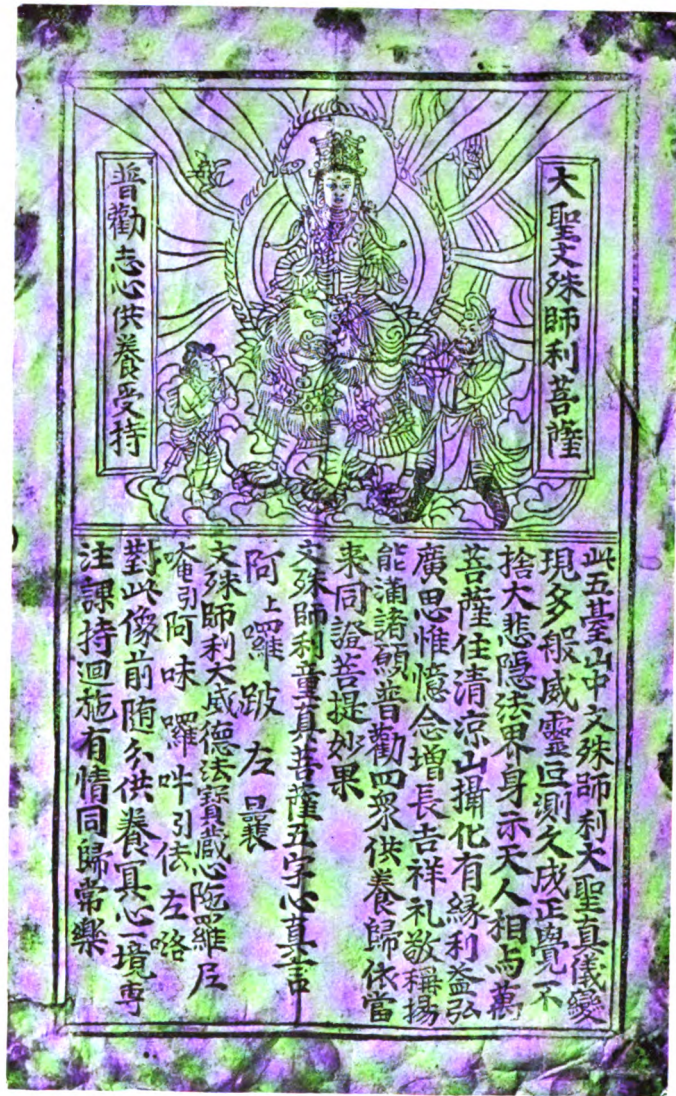 大聖文殊師利菩薩
普勸志心供養受持
此五臺山中文殊師利大聖真儀變
現多般威靈叵測久成正覺不
捨大悲隱法界身示天人相与萬
菩薩住清涼山攝化有緣利益弘
廣思惟憶念增長吉祥礼敬稱揚
能滿諸願普勸四衆供養歸依當
来同證菩提妙果
文殊師利童真菩薩五字心真言
阿上囉跛左曩
文殊師利大威德法寶藏心陁羅尼
唵引阿味囉吽引佉左咯
對此像前随分供養冥心一境專
注課持迴施有情同歸常樂